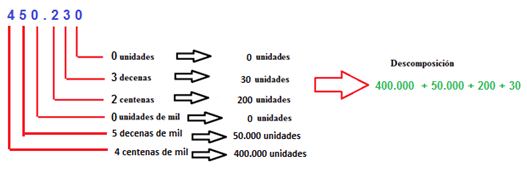 450.230
0 unidades 0 unidades
3 decenas 30 unidades
2 centenas 200 unidades
0 unidades de mil 0 unidades
5 decenas de mil 50.000 unidades
4 centenas de mil 400.000 unidades
Descomposición
400.000 + 50.000 + 200 + 30